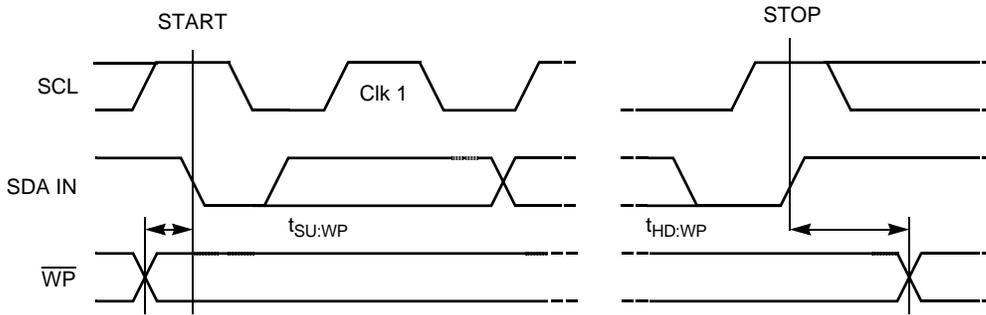 START
STOP
SCL
Clk 1
SDA IN
tSU:WP
tHD:WP
WP